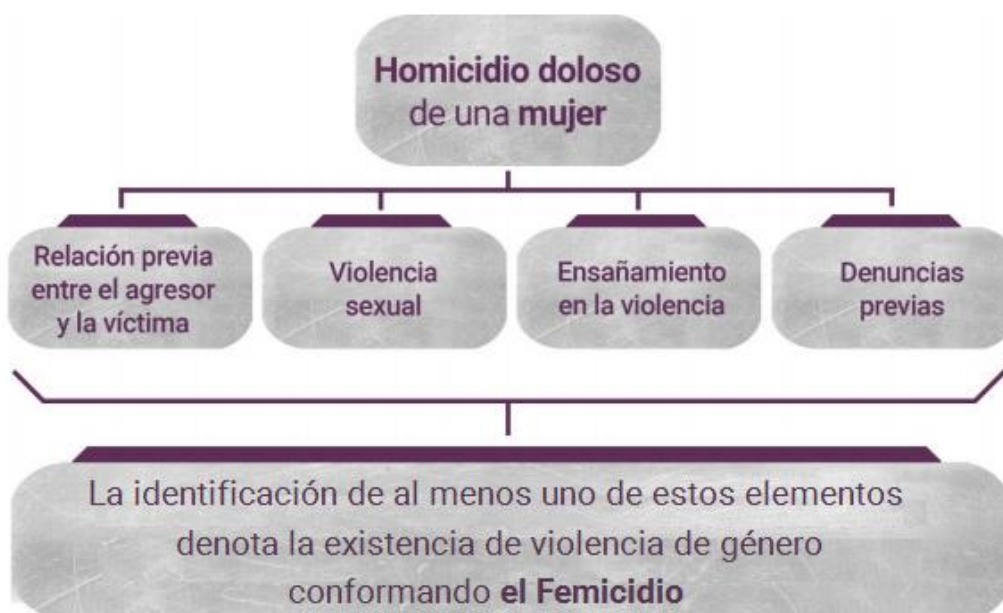 Homicidio doloso
de una mujer
Relación previa
entre el agresor
y la víctima
Violencia
sexual
Ensañamiento
en la violencia
Denuncias
previas
La identificación de al menos uno de estos elementos
denota la existencia de violencia de género
conformando el Femicidio